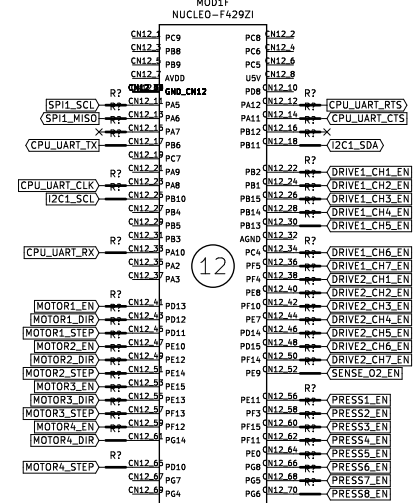 MOD1F
NUCLEO-F429ZI
CN12_1 PC9 PC8 CN12_2
CN12_3 PB8 PC6 CN12_4
CN12_5 PB9 PC5 CN12_6
CN12_7 AVDD U5V CN12_8
R? GND_CN12 PD8 CN12_10 R?
SPI1_SCL CN12_11 PA5 PA12 CN12_12 CPU_UART_RTS
SPI1_MISO R? CN12_13 PA6 PA11 CN12_14 R? CPU_UART_CTS
R? CN12_15 PA7 PB12 CN12_16 R?
CPU_UART_TX R? CN12_17 PB6 PB11 CN12_18 R? I2C1_SDA
CN12_19 PC7
R? CN12_21 PA9 PB2 CN12_22 R? DRIVE1_CH1_EN
CPU_UART_CLK CN12_23 PA8 PB1 CN12_24 R? DRIVE1_CH2_EN
I2C1_SCL R? CN12_25 PB10 PB15 CN12_26 R? DRIVE1_CH3_EN
CN12_27 PB4 PB14 CN12_28 R? DRIVE1_CH4_EN
CN12_29 PB5 PB13 CN12_30 R? DRIVE1_CH5_EN
R? CN12_31 PB3 AGND CN12_32 R?
CPU_UART_RX CN12_33 PA10 PC4 CN12_34 DRIVE1_CH6_EN
CN12_35 PA2 PF5 CN12_36 R? DRIVE1_CH7_EN
CN12_37 PA3 PF4 CN12_38 R? DRIVE2_CH1_EN
12
R? PE8 CN12_40 R? DRIVE2_CH2_EN
MOTOR1_EN CN12_41 PD13 PF10 CN12_42 R? DRIVE2_CH3_EN
MOTOR1_DIR R? CN12_43 PD12 PE7 CN12_44 R? DRIVE2_CH4_EN
MOTOR1_STEP R? CN12_45 PD11 PD14 CN12_46 R? DRIVE2_CH5_EN
MOTOR2_EN R? CN12_47 PE10 PD15 CN12_48 R? DRIVE2_CH6_EN
MOTOR2_DIR R? CN12_49 PE12 PF14 CN12_50 R? DRIVE2_CH7_EN
MOTOR2_STEP R? CN12_51 PE14 PE9 CN12_52 R? SENSE_O2_EN
MOTOR3_EN R? CN12_53 PE15 R?
MOTOR3_DIR R? CN12_55 PE13 PE11 CN12_56 PRESS1_EN
MOTOR3_STEP R? CN12_57 PF13 PF3 CN12_58 R? PRESS2_EN
MOTOR4_EN R? CN12_59 PF12 PF15 CN12_60 R? PRESS3_EN
MOTOR4_DIR R? CN12_61 PG14 PF11 CN12_62 R? PRESS4_EN
R? PE0 CN12_64 R? PRESS5_EN
MOTOR4_STEP CN12_65 PD10 PG8 CN12_66 R? PRESS6_EN
CN12_67 PG7 PG5 CN12_68 R? PRESS7_EN
CN12_69 PG4 PG6 CN12_70 R? PRESS8_EN